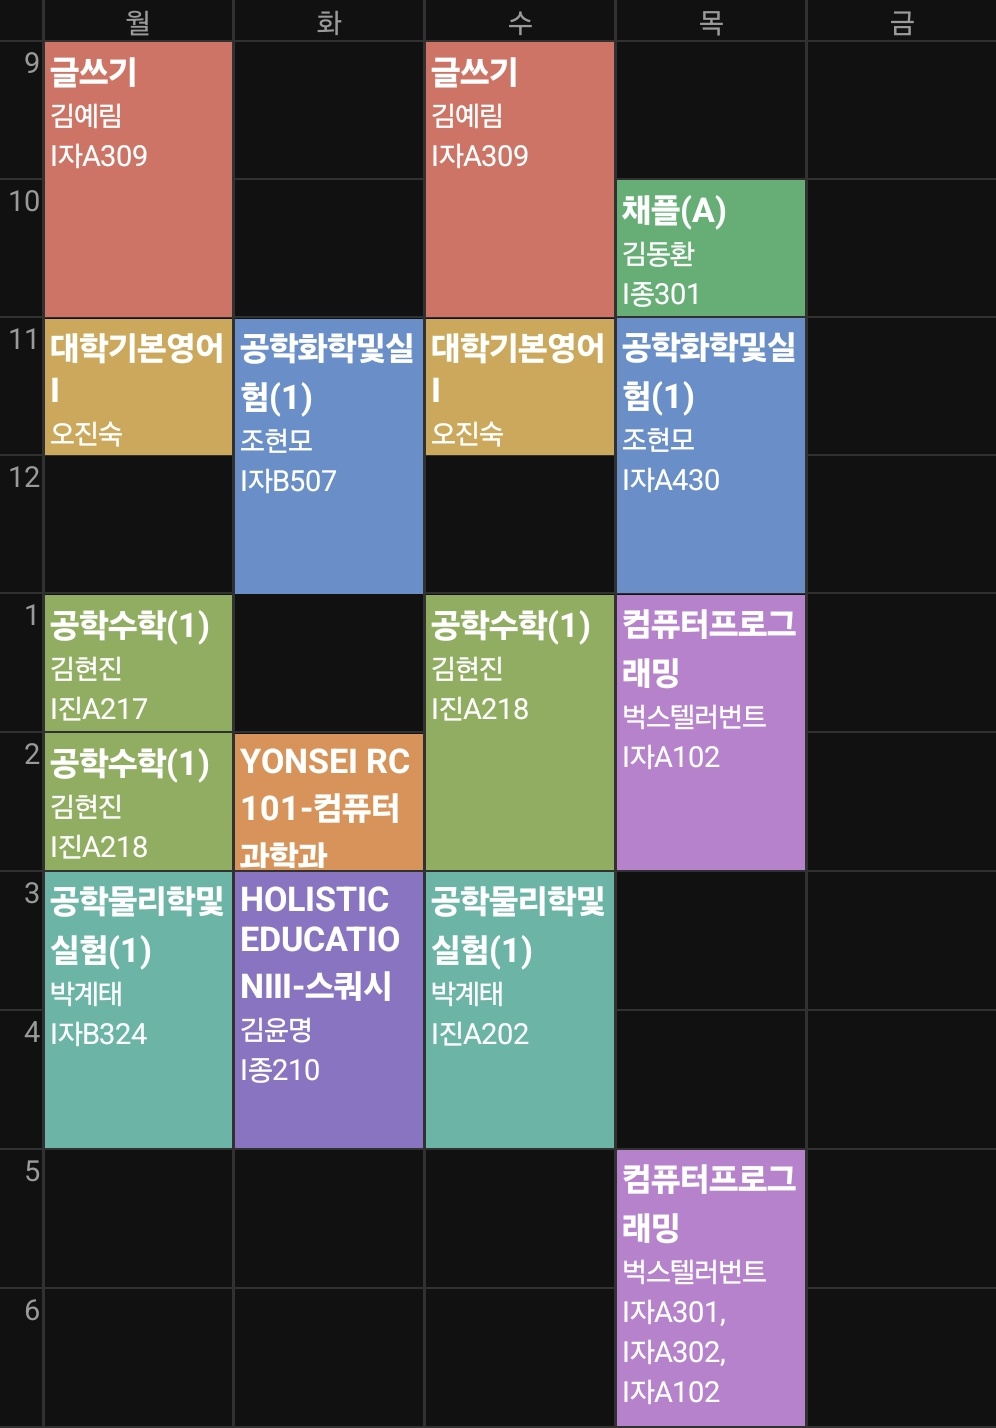 월 화 수 목 금
9
글쓰기
김예림
I자A309
글쓰기
김예림
I자A309
10
채플(A)
김동환
I종301
11
대학기본영어
I
오진숙
공학화학및실
험(1)
조현모
I자B507
대학기본영어
I
오진숙
공학화학및실
험(1)
조현모
I자A430
12
1
공학수학(1)
김현진
I진A217
공학수학(1)
김현진
I진A218
컴퓨터프로그
래밍
벅스텔러번트
I자A102
2
공학수학(1)
김현진
I진A218
YONSEI RC
101-컴퓨터
과학과
3
공학물리학및
실험(1)
박계태
I자B324
HOLISTIC
EDUCATIO
NIII-스쿼시
김윤명
I종210
공학물리학및
실험(1)
박계태
I진A202
4
5
컴퓨터프로그
래밍
벅스텔러번트
I자A301,
I자A302,
I자A102
6